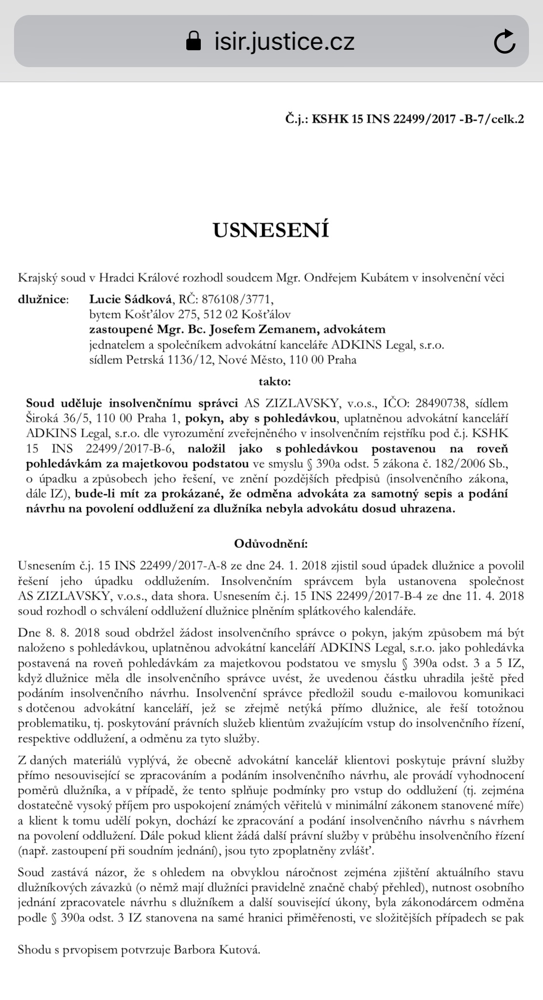 isir.justice.cz
Č.j.: KSHK 15 INS 22499/2017 -B-7/celk.2
USNESENÍ
Krajský soud v Hradci Králové rozhodl soudcem Mgr. Ondřejem Kubátem v insolvenční věci
dlužnice: Lucie Sádková, RČ: 876108/3771,
bytem Košťálov 275, 512 02 Košťálov
zastoupené Mgr. Bc. Josefem Zemanem, advokátem
jednatelem a společníkem advokátní kanceláře ADKINS Legal, s.r.o.
sídlem Petrská 1136/12, Nové Město, 110 00 Praha
takto:
Soud uděluje insolvenčnímu správci AS ZIZLAVSKY, v.o.s., IČO: 28490738, sídlem
Široká 36/5, 110 00 Praha 1, pokyn, aby s pohledávkou, uplatněnou advokátní kanceláří
ADKINS Legal, s.r.o. dle vyrozumění zveřejněného v insolvenčním rejstříku pod č.j. KSHK
15 INS 22499/2017-B-6, naložil jako s pohledávkou postavenou na roveň
pohledávkám za majetkovou podstatou ve smyslu § 390a odst. 5 zákona č. 182/2006 Sb.,
o úpadku a způsobech jeho řešení, ve znění pozdějších předpisů (insolvenčního zákona,
dále IZ), bude-li mít za prokázané, že odměna advokáta za samotný sepis a podání
návrhu na povolení oddlužení za dlužníka nebyla advokátu dosud uhrazena.
Odůvodnění:
Usnesením č.j. 15 INS 22499/2017-A-8 ze dne 24. 1. 2018 zjistil soud úpadek dlužnice a povolil
řešení jeho úpadku oddlužením. Insolvenčním správcem byla ustanovena společnost
AS ZIZLAVSKY, v.o.s., data shora. Usnesením č.j. 15 INS 22499/2017-B-4 ze dne 11. 4. 2018
soud rozhodl o schválení oddlužení dlužnice plněním splátkového kalendáře.
Dne 8. 8. 2018 soud obdržel žádost insolvenčního správce o pokyn, jakým způsobem má být
naloženo s pohledávkou, uplatněnou advokátní kanceláří ADKINS Legal, s.r.o. jako pohledávka
postavená na roveň pohledávkám za majetkovou podstatou ve smyslu § 390a odst. 3 a 5 IZ,
když dlužnice měla dle insolvenčního správce uvést, že uvedenou částku uhradila ještě před
podáním insolvenčního návrhu. Insolvenční správce předložil soudu e-mailovou komunikaci
s dotčenou advokátní kanceláří, jež se zřejmě netýká přímo dlužnice, ale řeší totožnou
problematiku, tj. poskytování právních služeb klientům zvažujícím vstup do insolvenčního řízení,
respektive oddlužení, a odměnu za tyto služby.
Z daných materiálů vyplývá, že obecně advokátní kancelář klientovi poskytuje právní služby
přímo nesouvisející se zpracováním a podáním insolvenčního návrhu, ale provádí vyhodnocení
poměrů dlužníka, a v případě, že tento splňuje podmínky pro vstup do oddlužení (tj. zejména
dostatečně vysoký příjem pro uspokojení známých věřitelů v minimální zákonem stanovené míře)
a klient k tomu udělí pokyn, dochází ke zpracování a podání insolvenčního návrhu s návrhem
na povolení oddlužení. Dále pokud klient žádá další právní služby v průběhu insolvenčního řízení
(např. zastoupení při soudním jednání), jsou tyto zpoplatněny zvlášť.
Soud zastává názor, že s ohledem na obvyklou náročnost zejména zjištění aktuálního stavu
dlužníkových závazků (o němž mají dlužníci pravidelně značně chabý přehled), nutnost osobního
jednání zpracovatele návrhu s dlužníkem a další související úkony, byla zákonodárcem odměna
podle § 390a odst. 3 IZ stanovena na samé hranici přiměřenosti, ve složitějších případech se pak
Shodu s prvopisem potvrzuje Barbora Kutová.